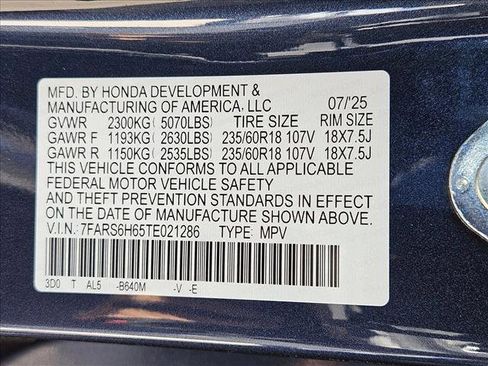 MFD. BY HONDA DEVELOPMENT &
MANUFACTURING OF AMERICA, LLC 07/'25
GVWR 2300KG( 5070LBS) TIRE SIZE RIM SIZE
GAWR F 1193KG( 2630LBS) 235/60R18 107V 18X7.5J
GAWR R 1150KG( 2535LBS) 235/60R18 107V 18X7.5J
THIS VEHICLE CONFORMS TO ALL APPLICABLE
FEDERAL MOTOR VEHICLE SAFETY
AND THEFT PREVENTION STANDARDS IN EFFECT
ON THE DATE OF MANUFACTURE SHOWN ABOVE.
V.I.N.: 7FARS6H65TE021286 TYPE: MPV
3D0 T AL5 -B640M -V -E